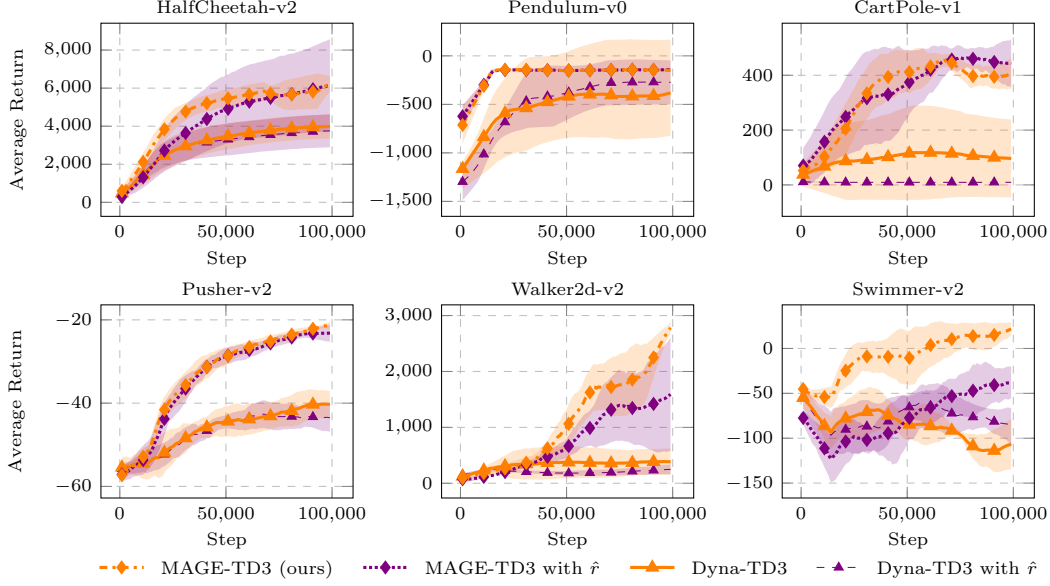 HalfCheetah-v2 Pendulum-v0 CartPole-v1
Average Return
8,000
6,000
4,000
2,000
0
0 50,000 100,000
Step
0
−500
−1,000
−1,500
0 50,000 100,000
Step
400
200
0
0 50,000 100,000
Step
Pusher-v2 Walker2d-v2 Swimmer-v2
Average Return
−20
−40
−60
0 50,000 100,000
Step
3,000
2,000
1,000
0
0 50,000 100,000
Step
0
−50
−100
−150
0 50,000 100,000
Step
MAGE-TD3 (ours) MAGE-TD3 with r̂ Dyna-TD3 Dyna-TD3 with r̂